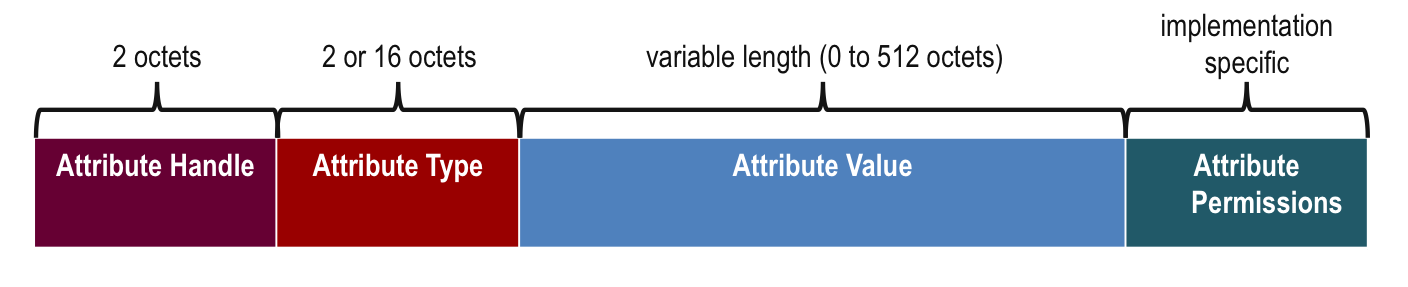 implementation
specific
2 octets
2 or 16 octets
variable length (0 to 512 octets)
Attribute Handle
Attribute Type
Attribute Value
Attribute
Permissions